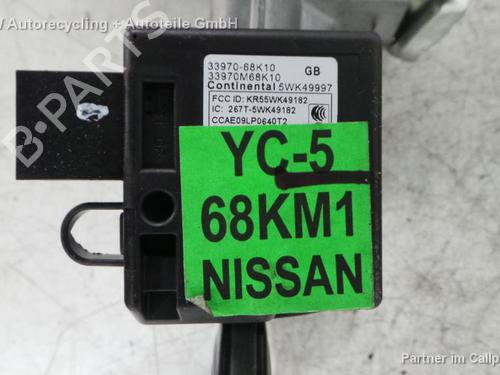 W Autorecycling + Autoteile GmbH
B-Parts
33970-68K10 GB
33970M68K10
Continental 5WK49997
FCC ID: KR55WK49182
IC: 267T-5WK49182
CCAE09LP0640T2
YC-5
68KM1
NISSAN
Partner im Callp